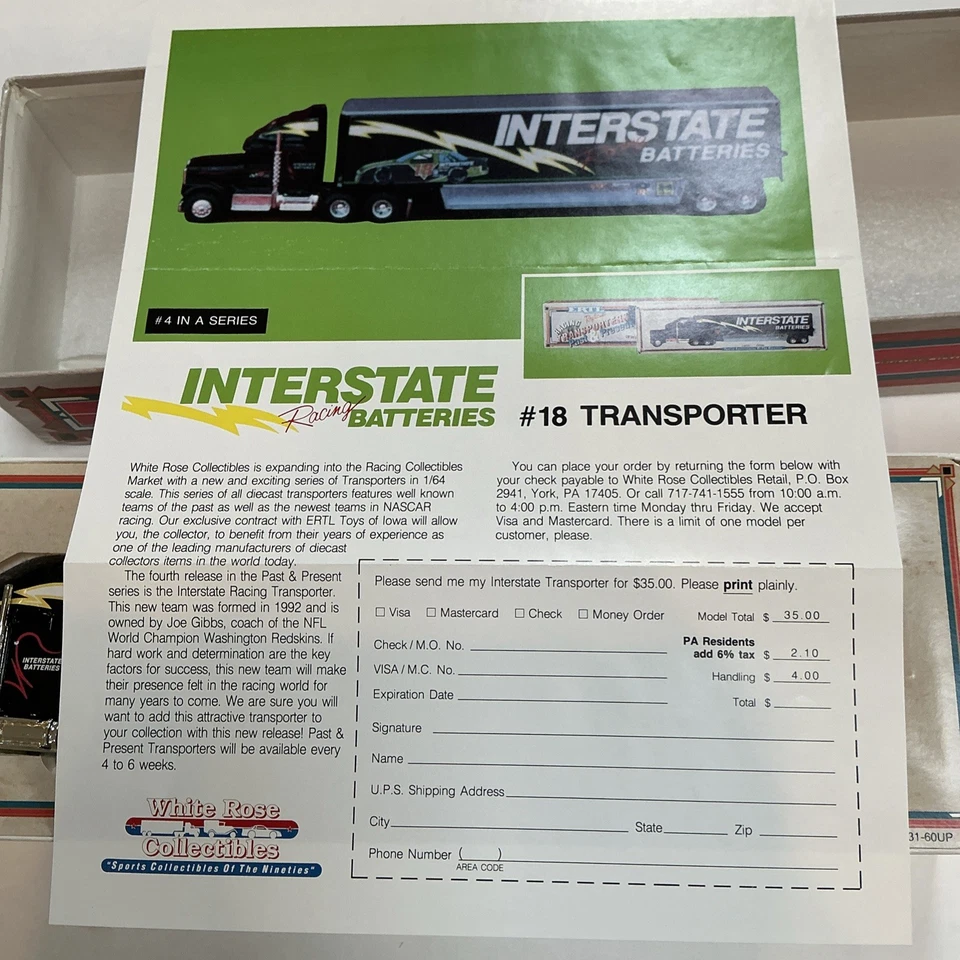 INTERSTATE
BATTERIES
#4 IN A SERIES
ERTL
RACING
TRANSPORTERS
Past & Present
INTERSTATE
BATTERIES
INTERSTATE
Racing BATTERIES
#18 TRANSPORTER
White Rose Collectibles is expanding into the Racing Collectibles
Market with a new and exciting series of Transporters in 1/64
scale. This series of all diecast transporters features well known
teams of the past as well as the newest teams in NASCAR
racing. Our exclusive contract with ERTL Toys of Iowa will allow
you, the collector, to benefit from their years of experience as
one of the leading manufacturers of diecast
collectors items in the world today.
The fourth release in the Past & Present
series is the Interstate Racing Transporter.
This new team was formed in 1992 and is
owned by Joe Gibbs, coach of the NFL
World Champion Washington Redskins. If
hard work and determination are the key
factors for success, this new team will make
their presence felt in the racing world for
many years to come. We are sure you will
want to add this attractive transporter to
your collection with this new release! Past &
Present Transporters will be available every
4 to 6 weeks.
You can place your order by returning the form below with
your check payable to White Rose Collectibles Retail, P.O. Box
2941, York, PA 17405. Or call 717-741-1555 from 10:00 a.m.
to 4:00 p.m. Eastern time Monday thru Friday. We accept
Visa and Mastercard. There is a limit of one model per
customer, please.
Please send me my Interstate Transporter for $35.00. Please print plainly.
Visa Mastercard Check Money Order
Model Total $ 35.00
Check / M.O. No.
PA Residents
add 6% tax $ 2.10
VISA / M.C. No.
Handling $ 4.00
Expiration Date
Total $
Signature
Name
U.P.S. Shipping Address
City State Zip
Phone Number ( )
AREA CODE
White Rose
Collectibles
"Sports Collectibles Of The Nineties"
INTERSTATE
BATTERIES
31-60UP